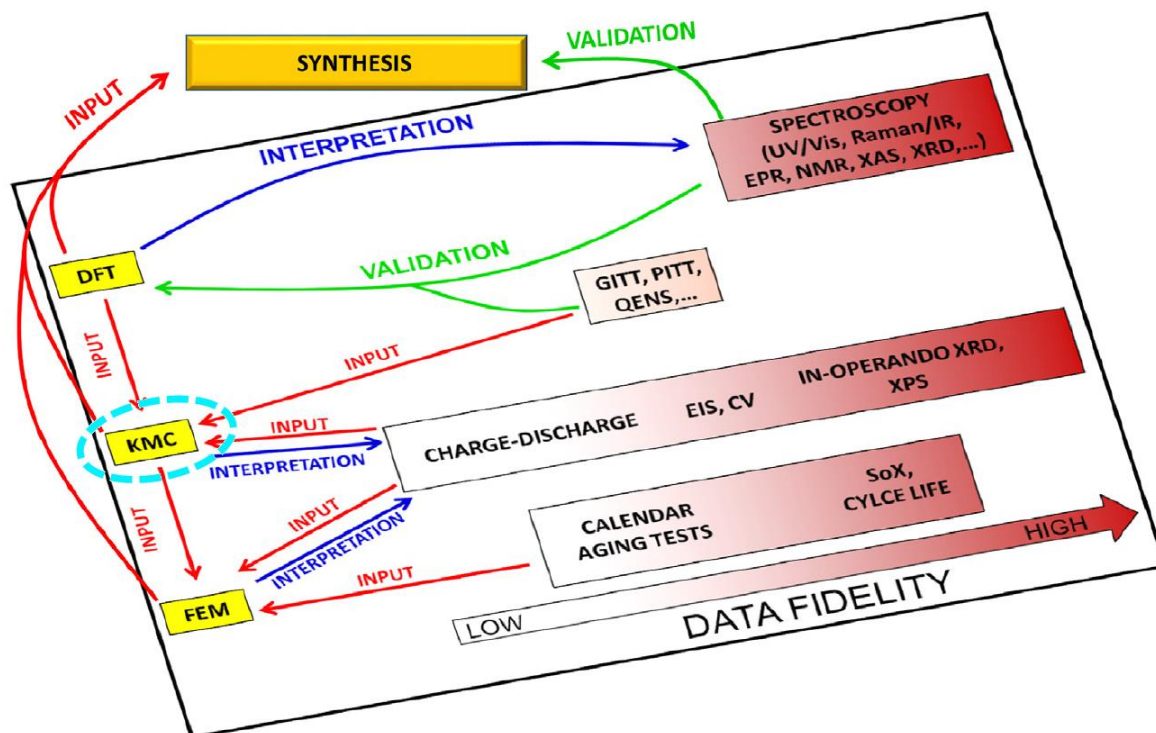 SYNTHESIS
VALIDATION
INPUT
INTERPRETATION
SPECTROSCOPY
(UV/Vis, Raman/IR,
EPR, NMR, XAS, XRD,...)
DFT
VALIDATION
GITT, PITT,
QENS,...
INPUT
INPUT
KMC
INPUT
INTERPRETATION
CHARGE-DISCHARGE
EIS, CV
IN-OPERANDO XRD,
XPS
INPUT
INPUT
INTERPRETATION
CALENDAR
AGING TESTS
SoX,
CYLCE LIFE
FEM
INPUT
LOW
HIGH
DATA FIDELITY